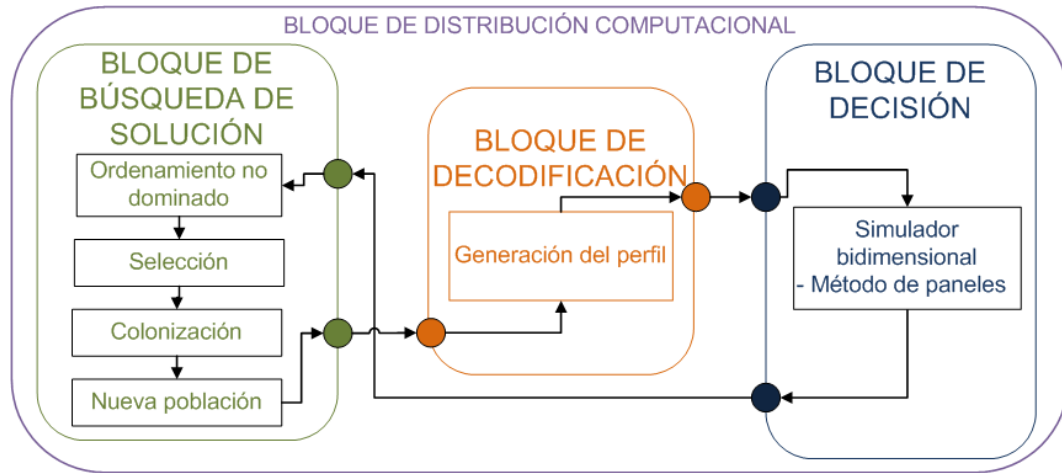 BLOQUE DE DISTRIBUCIÓN COMPUTACIONAL
BLOQUE DE
BÚSQUEDA DE
SOLUCIÓN
Ordenamiento no
dominado
Selección
Colonización
Nueva población
BLOQUE DE
DECODIFICACIÓN
Generación del perfil
BLOQUE DE
DECISIÓN
Simulador
bidimensional
- Método de paneles